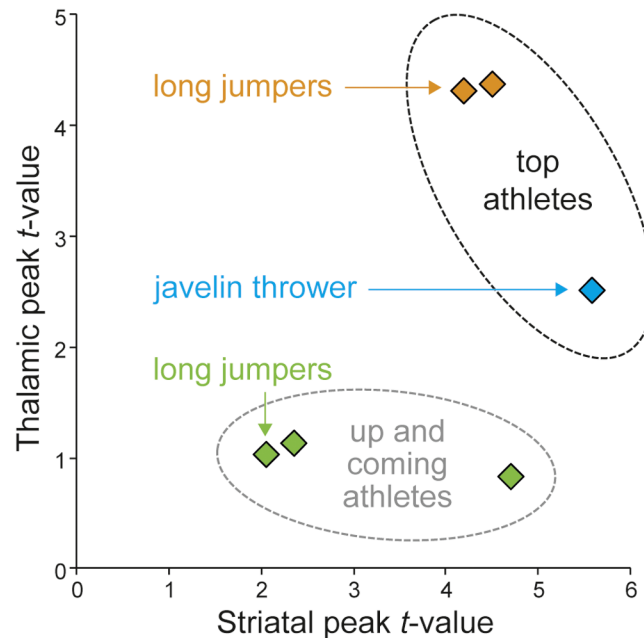 5
long jumpers
4
top
athletes
3
javelin thrower
2
long jumpers
up and
coming
athletes
1
0
0 1 2 3 4 5 6
Striatal peak t-value
Thalamic peak t-value